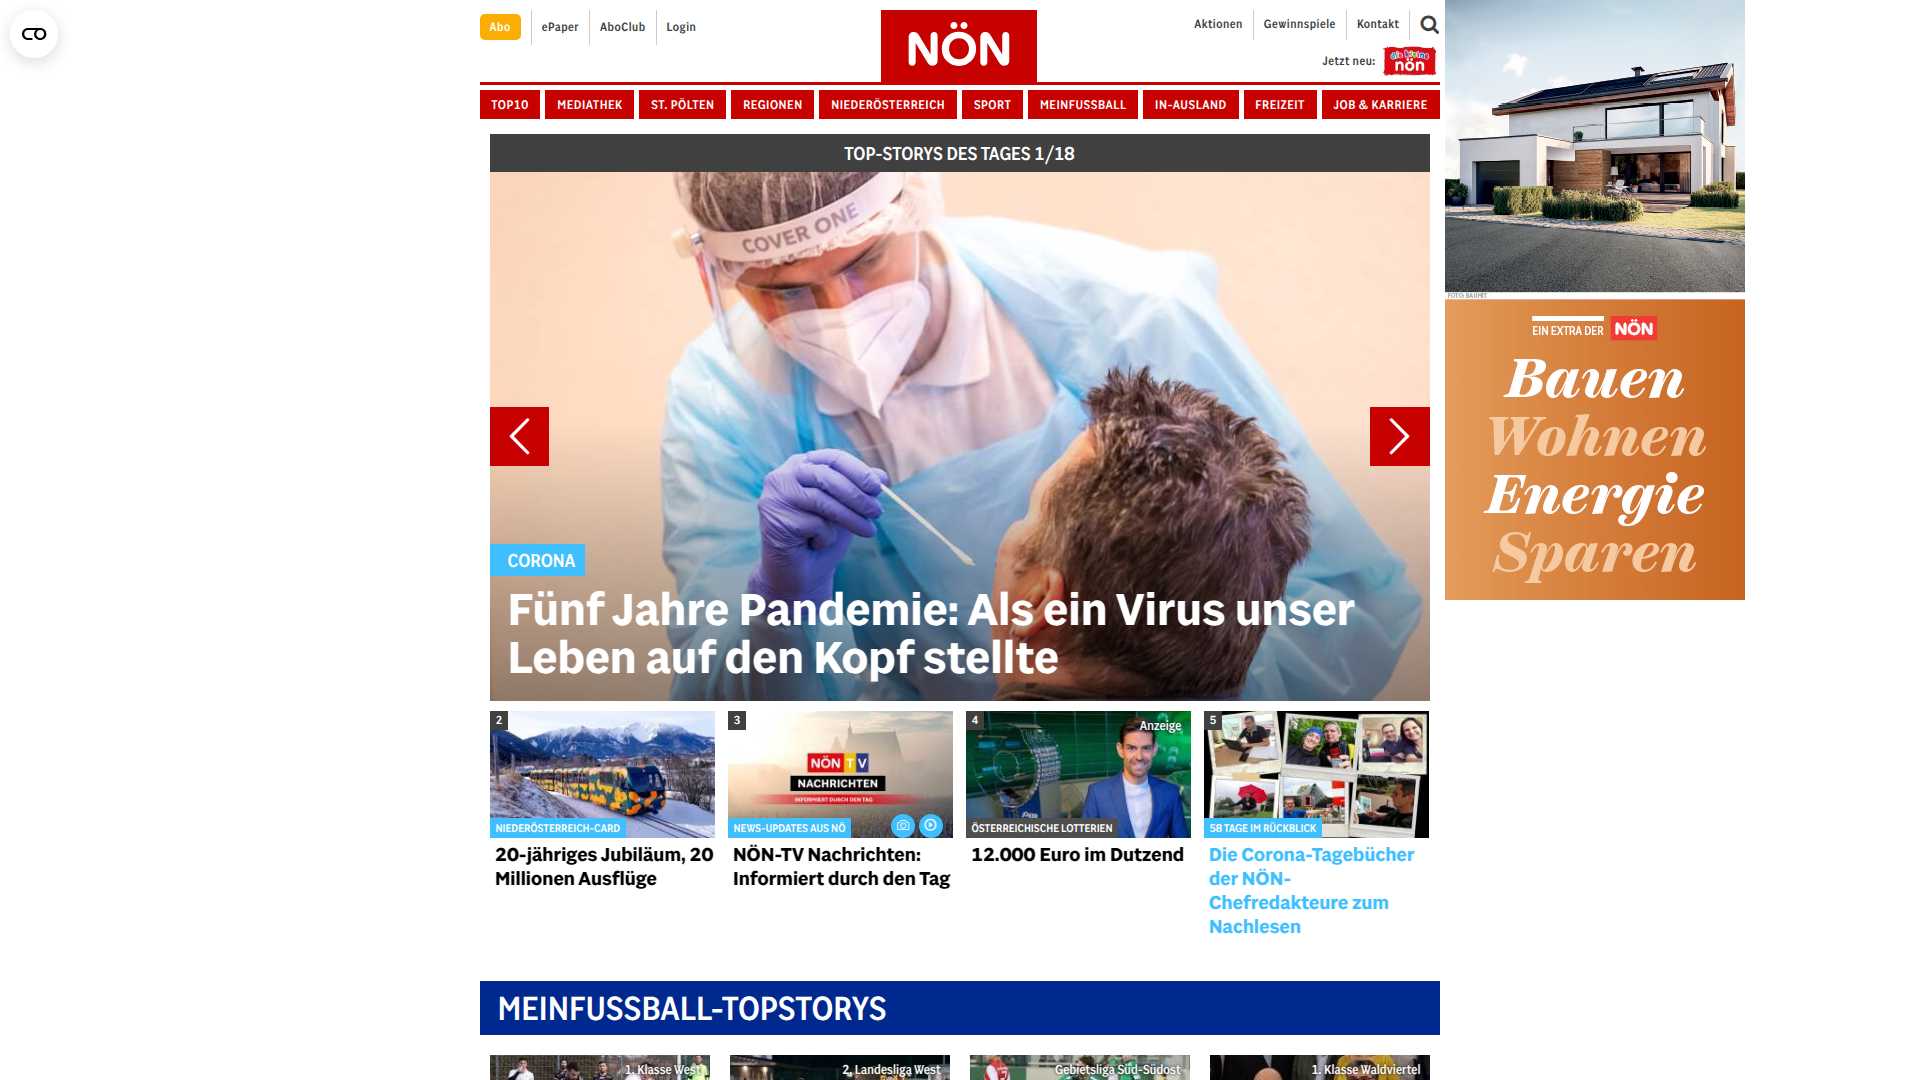 Abo
ePaper
AboClub
Login
NÖN
Aktionen
Gewinnspiele
Kontakt
Jetzt neu:
die kleine
nön
TOP10
MEDIATHEK
ST. PÖLTEN
REGIONEN
NIEDERÖSTERREICH
SPORT
MEINFUSSBALL
IN-AUSLAND
FREIZEIT
JOB & KARRIERE
TOP-STORYS DES TAGES 1/18
COVER ONE
CORONA
Fünf Jahre Pandemie: Als ein Virus unser
Leben auf den Kopf stellte
FOTO: BAUMIT
EIN EXTRA DER NÖN
Bauen
Wohnen
Energie
Sparen
2
NIEDERÖSTERREICH-CARD
20-jähriges Jubiläum, 20
Millionen Ausflüge
3
NÖN TV
NACHRICHTEN
INFORMIERT DURCH DEN TAG
NEWS-UPDATES AUS NÖ
NÖN-TV Nachrichten:
Informiert durch den Tag
4
Anzeige
ÖSTERREICHISCHE LOTTERIEN
12.000 Euro im Dutzend
5
58 TAGE IM RÜCKBLICK
Die Corona-Tagebücher
der NÖN-
Chefredakteure zum
Nachlesen
MEINFUSSBALL-TOPSTORYS
1. Klasse West
2. Landesliga West
Gebietsliga Süd-Südost
1. Klasse Waldviertel